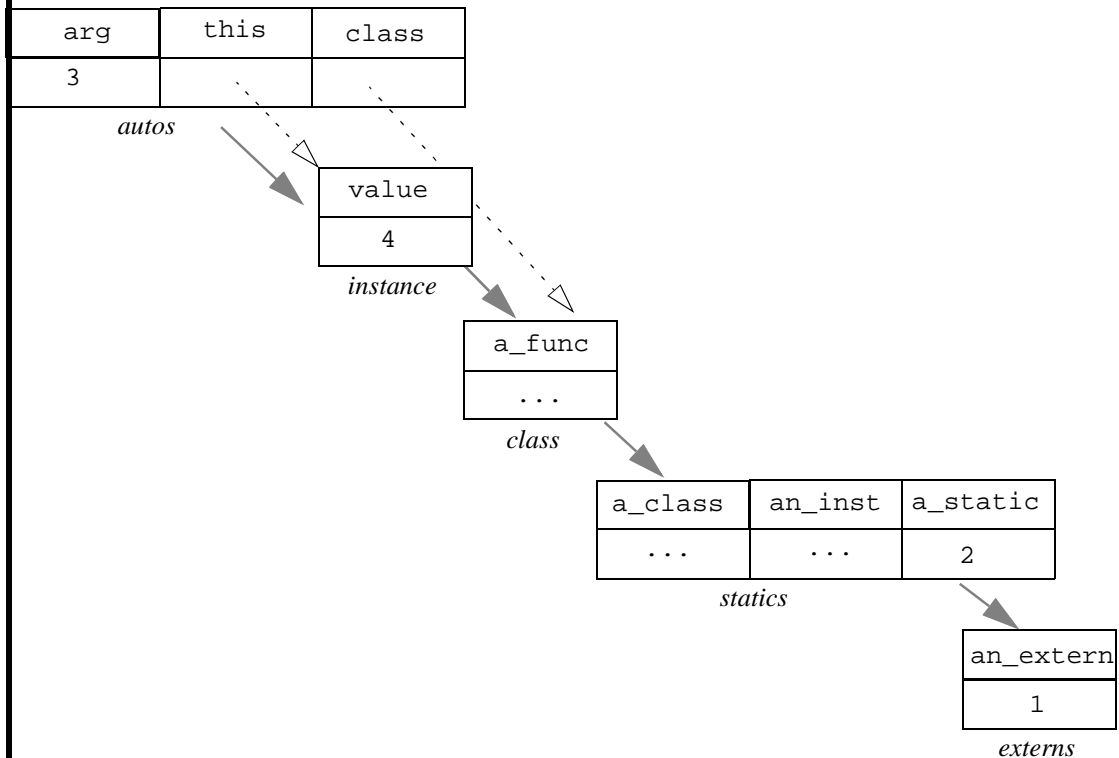 arg this class
3
autos
value
4
instance
a_func
...
class
a_class an_inst a_static
... ... 2
statics
an_extern
1
externs